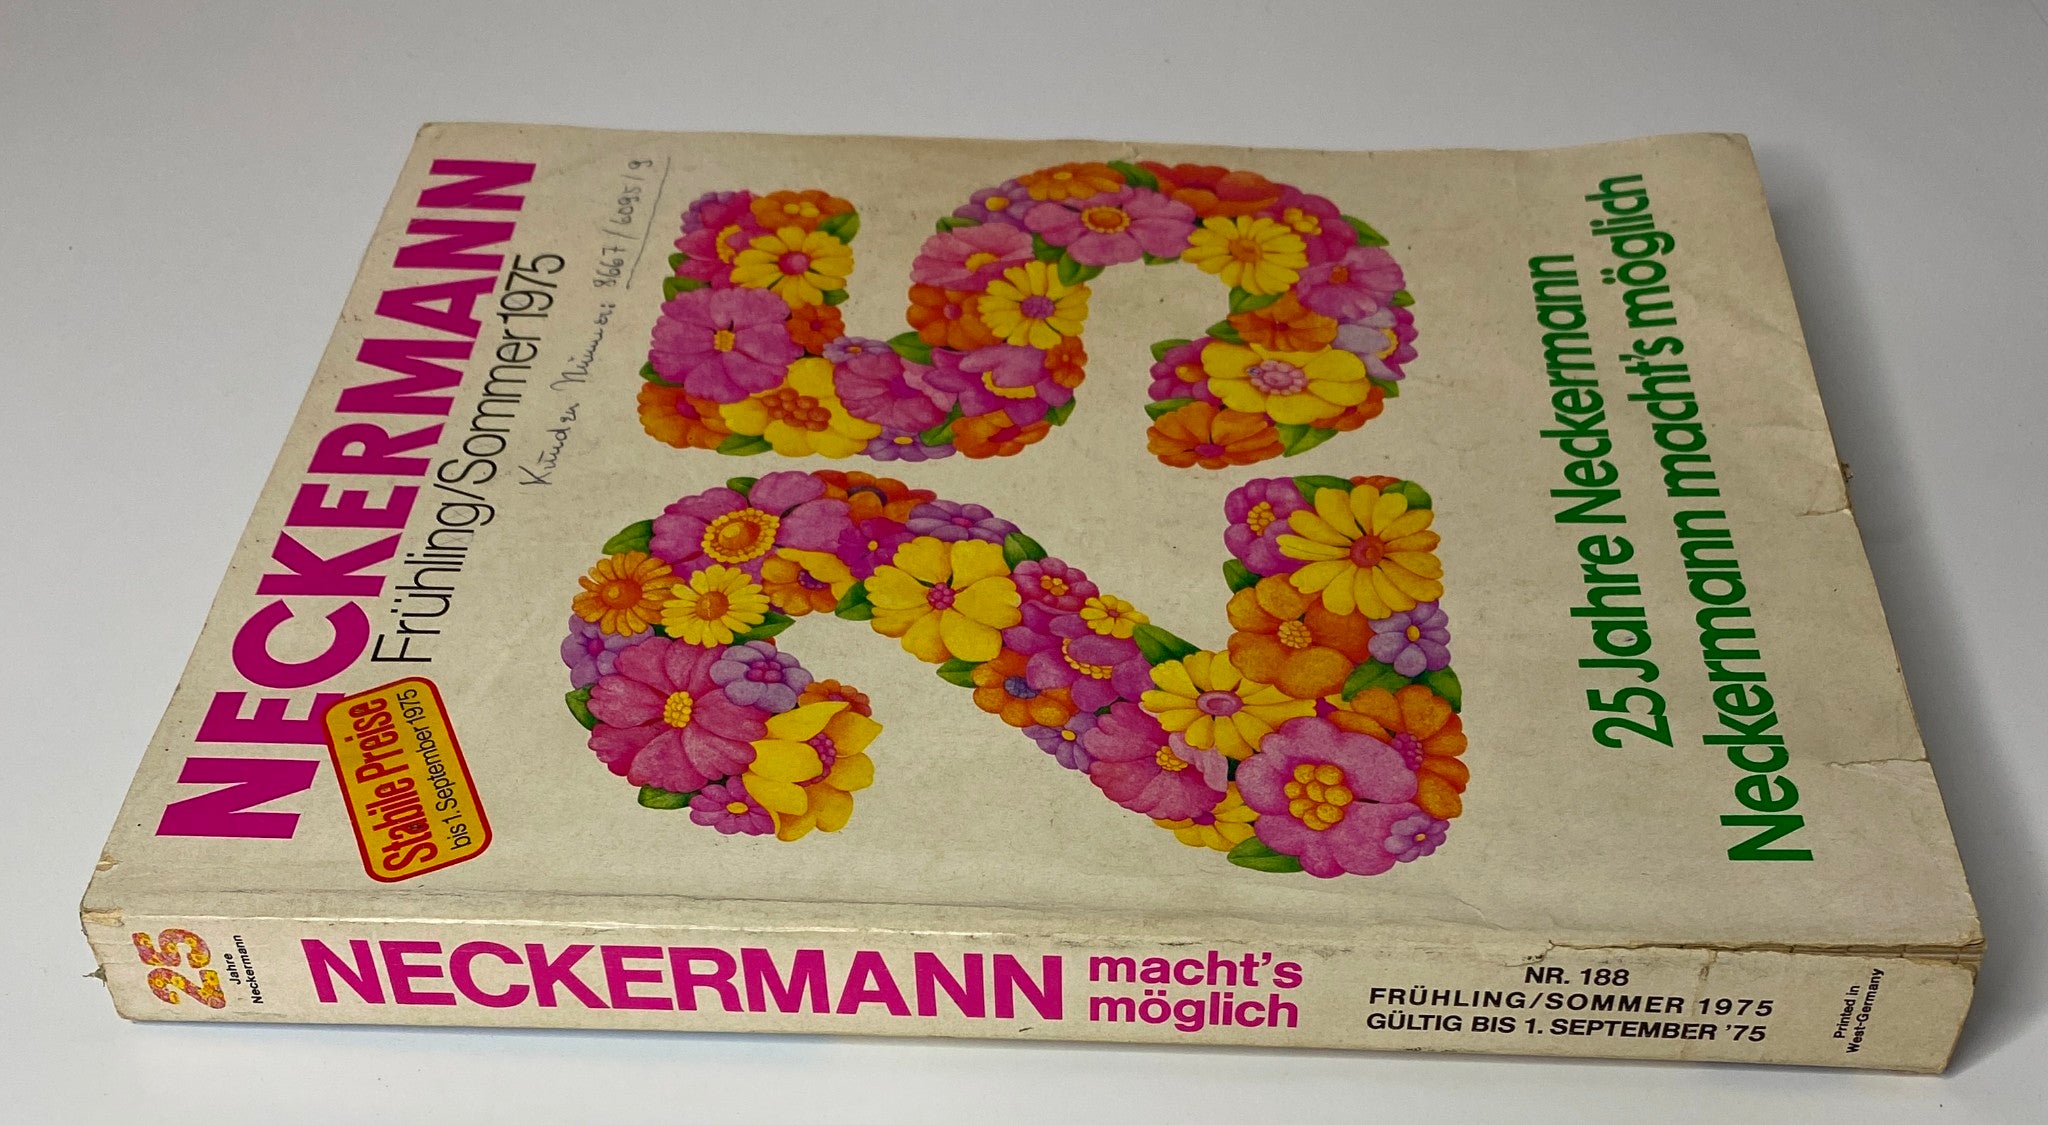 NECKERMANN
Frühling/Sommer 1975
Stabile Preise
bis 1. September 1975
Kunden Nummer: 8667/6095/9
25
25 Jahre Neckermann
Neckermann macht's möglich
25
Jahre
Neckermann
NECKERMANN
macht's
möglich
NR. 188
FRÜHLING/SOMMER 1975
GÜLTIG BIS 1. SEPTEMBER '75
Printed in
West-Germany